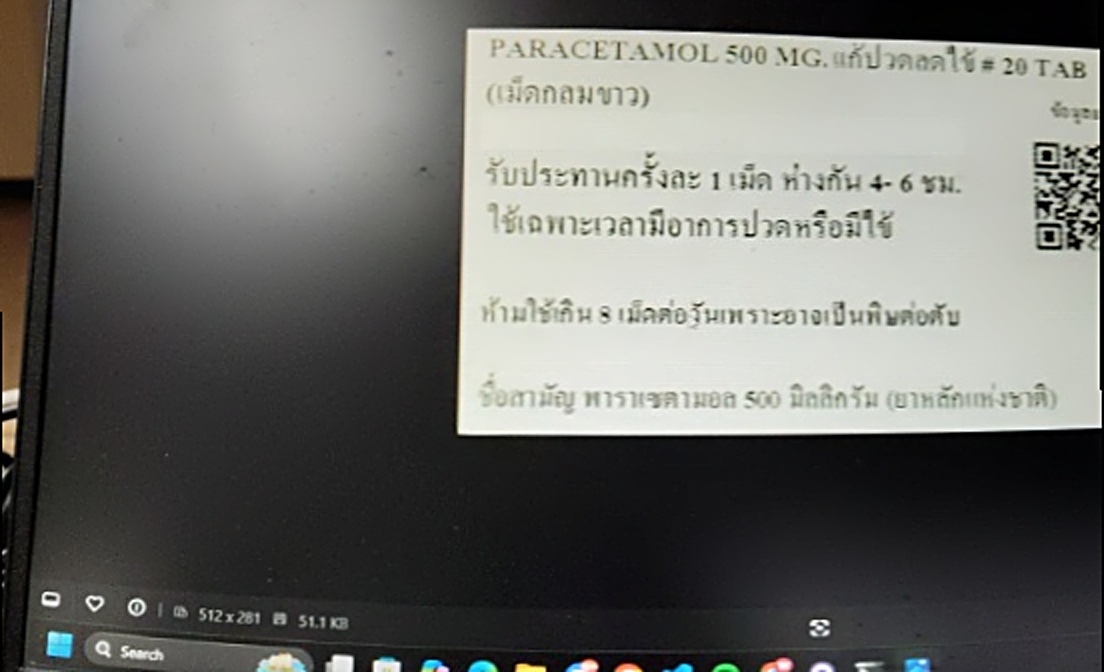 PARACETAMOL 500 MG. แก้ปวดลดไข้ # 20 TAB
(เม็ดกลมขาว)
ข้อมูล
รับประทานครั้งละ 1 เม็ด ห่างกัน 4- 6 ชม.
ใช้เฉพาะเวลามีอาการปวดหรือมีไข้
ห้ามใช้เกิน 8 เม็ดต่อวันเพราะอาจเป็นพิษต่อตับ
ชื่อสามัญ พาราเซตามอล 500 มิลลิกรัม (ยาหลักแห่งชาติ)
512 x 281 51.1 KB
Search